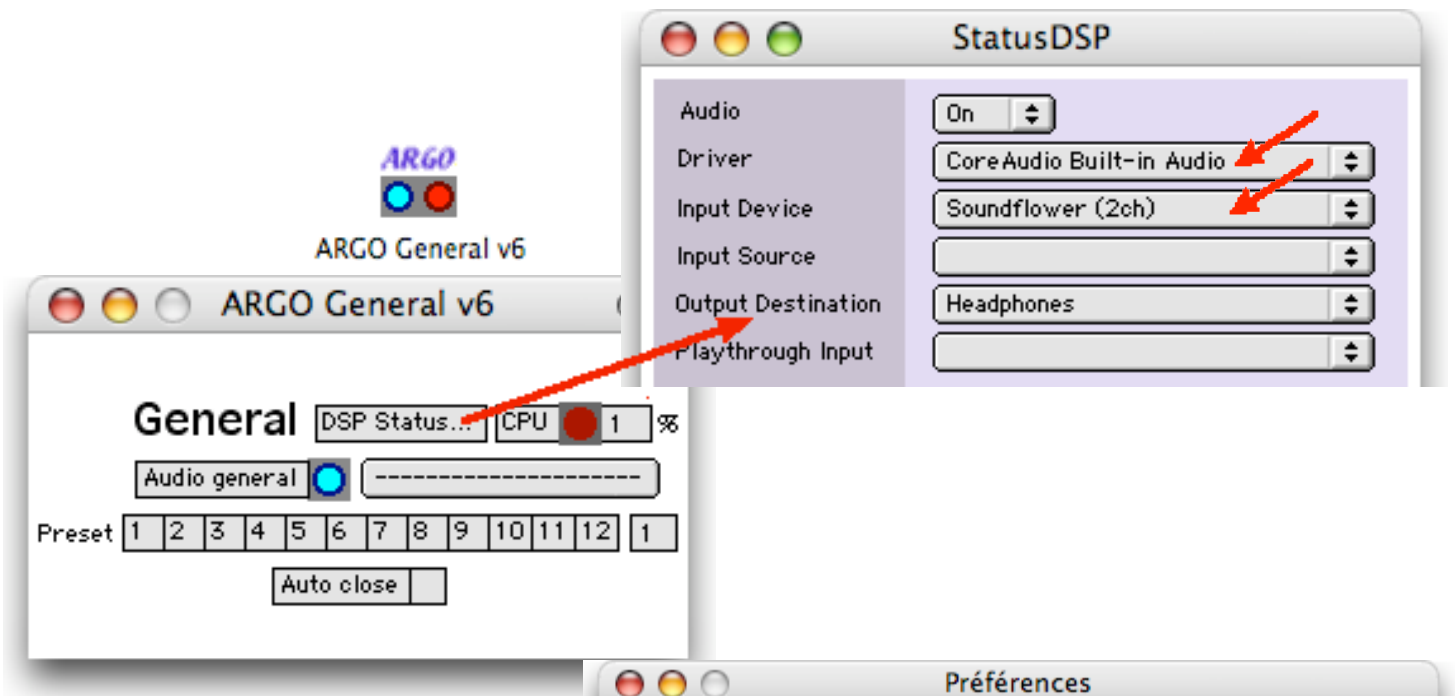 StatusDSP
Audio On
Driver CoreAudio Built-in Audio
Input Device Soundflower (2ch)
Input Source
Output Destination Headphones
Playthrough Input
ARGO
ARGO General v6
ARGO General v6
General DSP Status... CPU 1 %
Audio general ---------------------
Preset 1 2 3 4 5 6 7 8 9 10 11 12 1
Auto close
Préférences